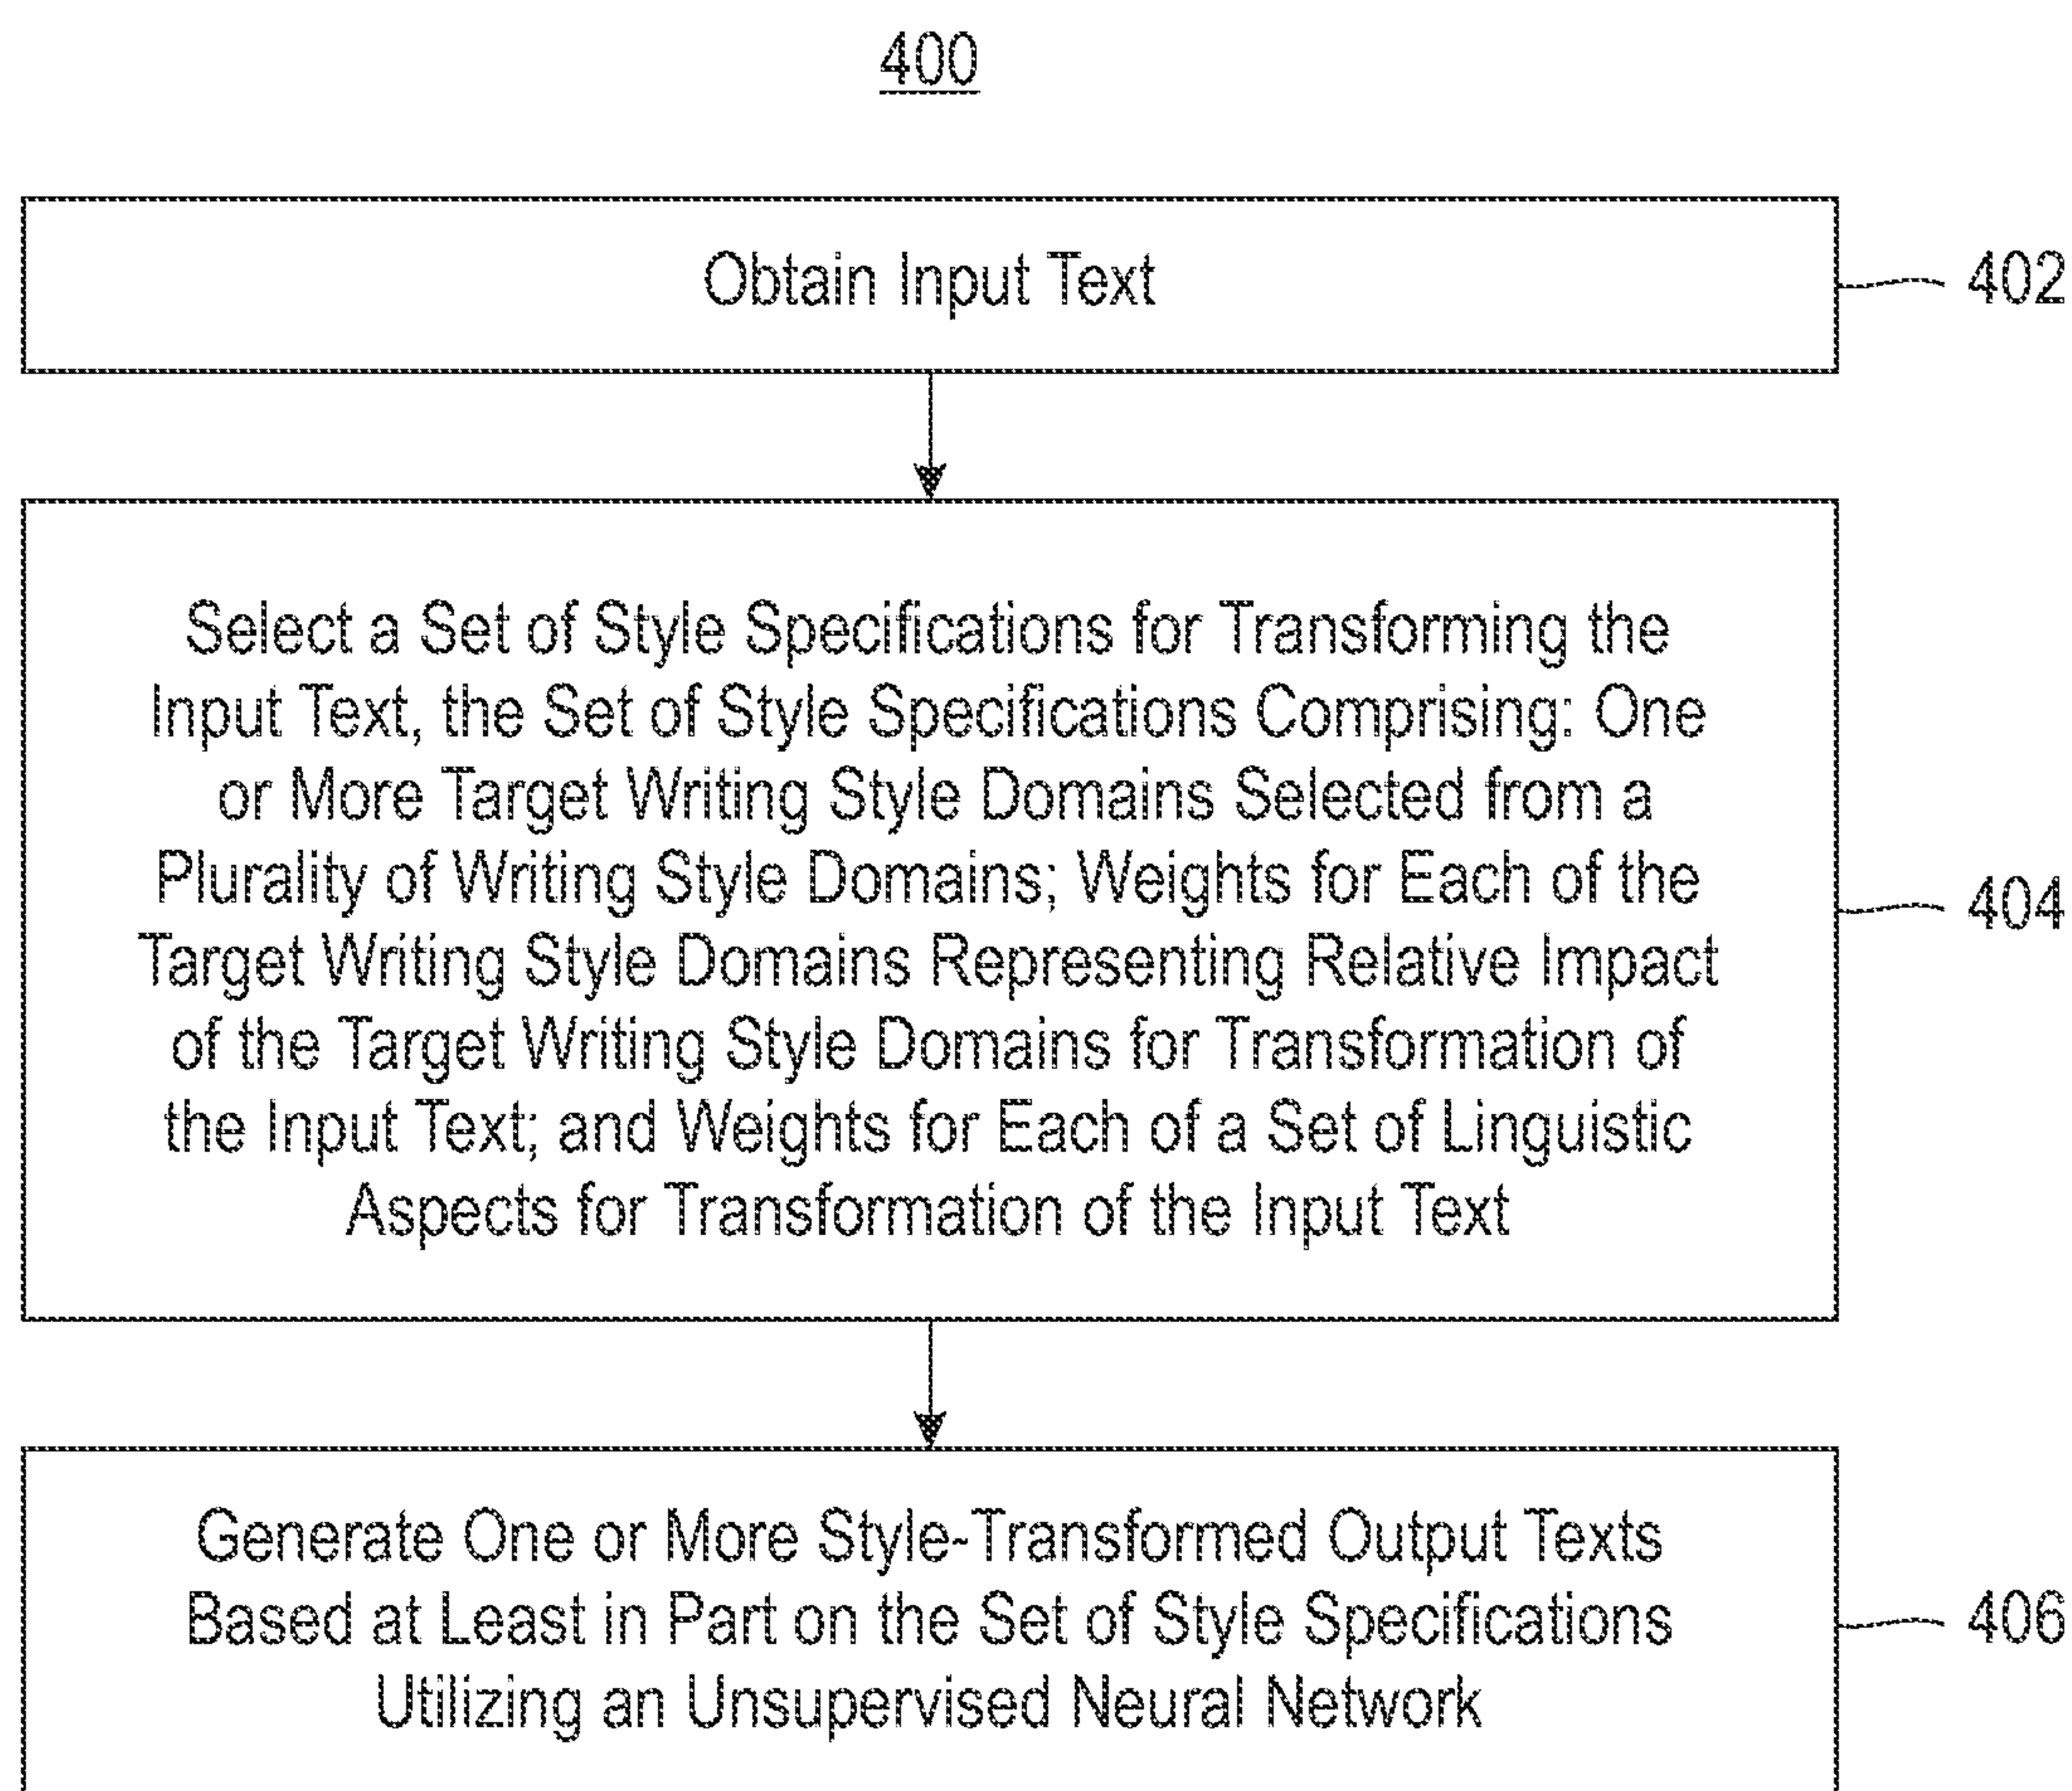 400
Obtain Input Text
402
Select a Set of Style Specifications for Transforming the
Input Text, the Set of Style Specifications Comprising: One
or More Target Writing Style Domains Selected from a
Plurality of Writing Style Domains; Weights for Each of the
Target Writing Style Domains Representing Relative Impact
of the Target Writing Style Domains for Transformation of
the Input Text; and Weights for Each of a Set of Linguistic
Aspects for Transformation of the Input Text
404
Generate One or More Style-Transformed Output Texts
Based at Least in Part on the Set of Style Specifications
Utilizing an Unsupervised Neural Network
406